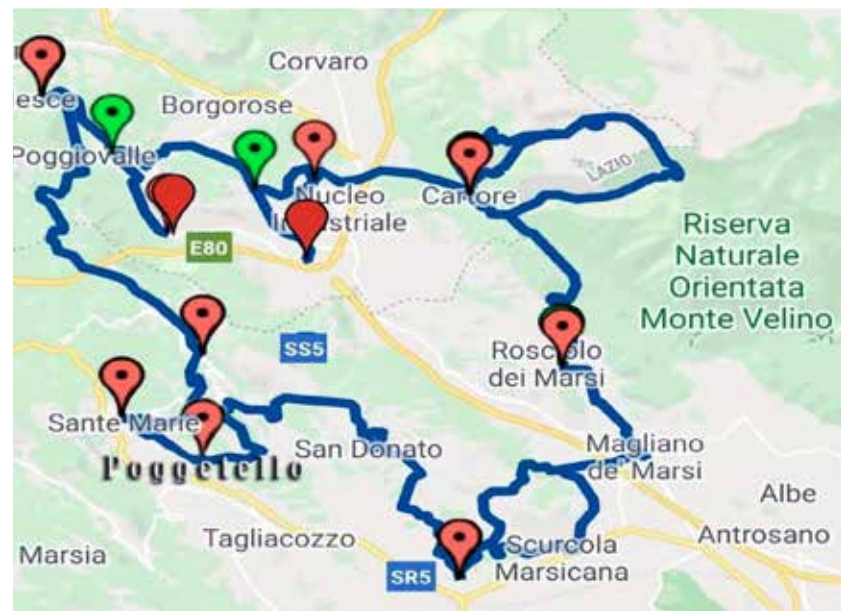 Corvaro
esce
Borgorose
Poggiovalle
Cartore
LAZIO
Nucleo
Industriale
E80
Riserva
Naturale
Orientata
Monte Velino
SS5
Rosciolo
dei Marsi
Sante Marie
San Donato
Magliano
de' Marsi
Poggetello
Albe
Tagliacozzo
Scurcola
Marsicana
Antrosano
Marsia
SR5